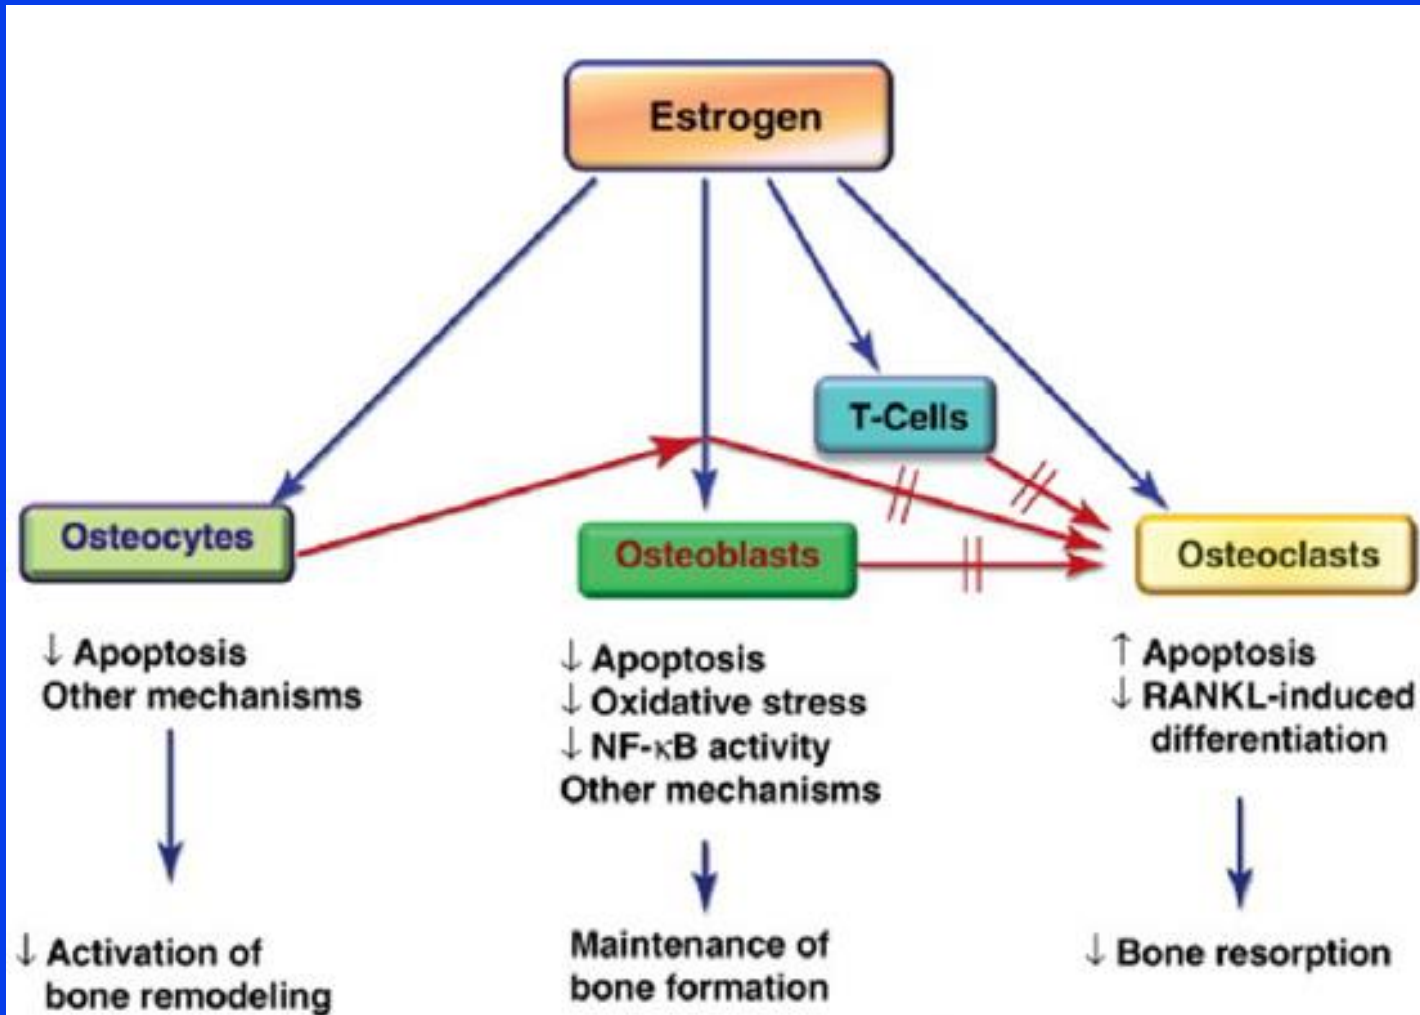 Estrogen
T-Cells
Osteocytes
Osteoblasts
Osteoclasts
↓ Apoptosis
Other mechanisms
↓ Activation of
bone remodeling
↓ Apoptosis
↓ Oxidative stress
↓ NF-κB activity
Other mechanisms
Maintenance of
bone formation
↑ Apoptosis
↓ RANKL-induced
differentiation
↓ Bone resorption